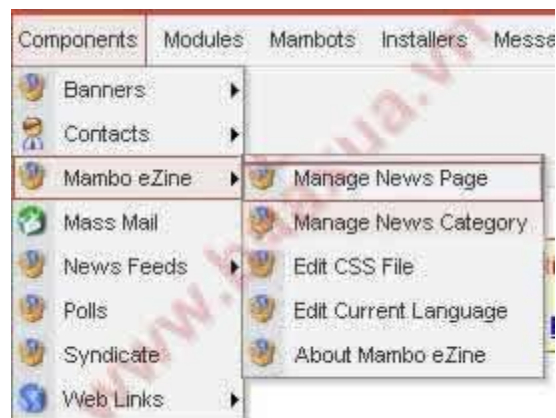 Components Modules Mambots Installers
Banners
Contacts
Mambo eZine
Manage News Page
Mass Mail
Manage News Category
News Feeds
Edit CSS File
Polls
Edit Current Language
Syndicate
About Mambo eZine
Web Links